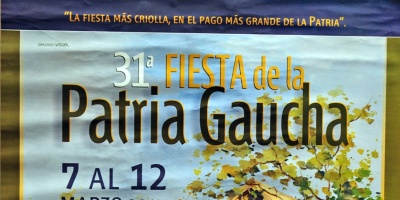 "La fiesta más criolla, en el pago más grande de la Patria".
31ª FIESTA de la
Patria Gaucha
7 AL 12
MARZO